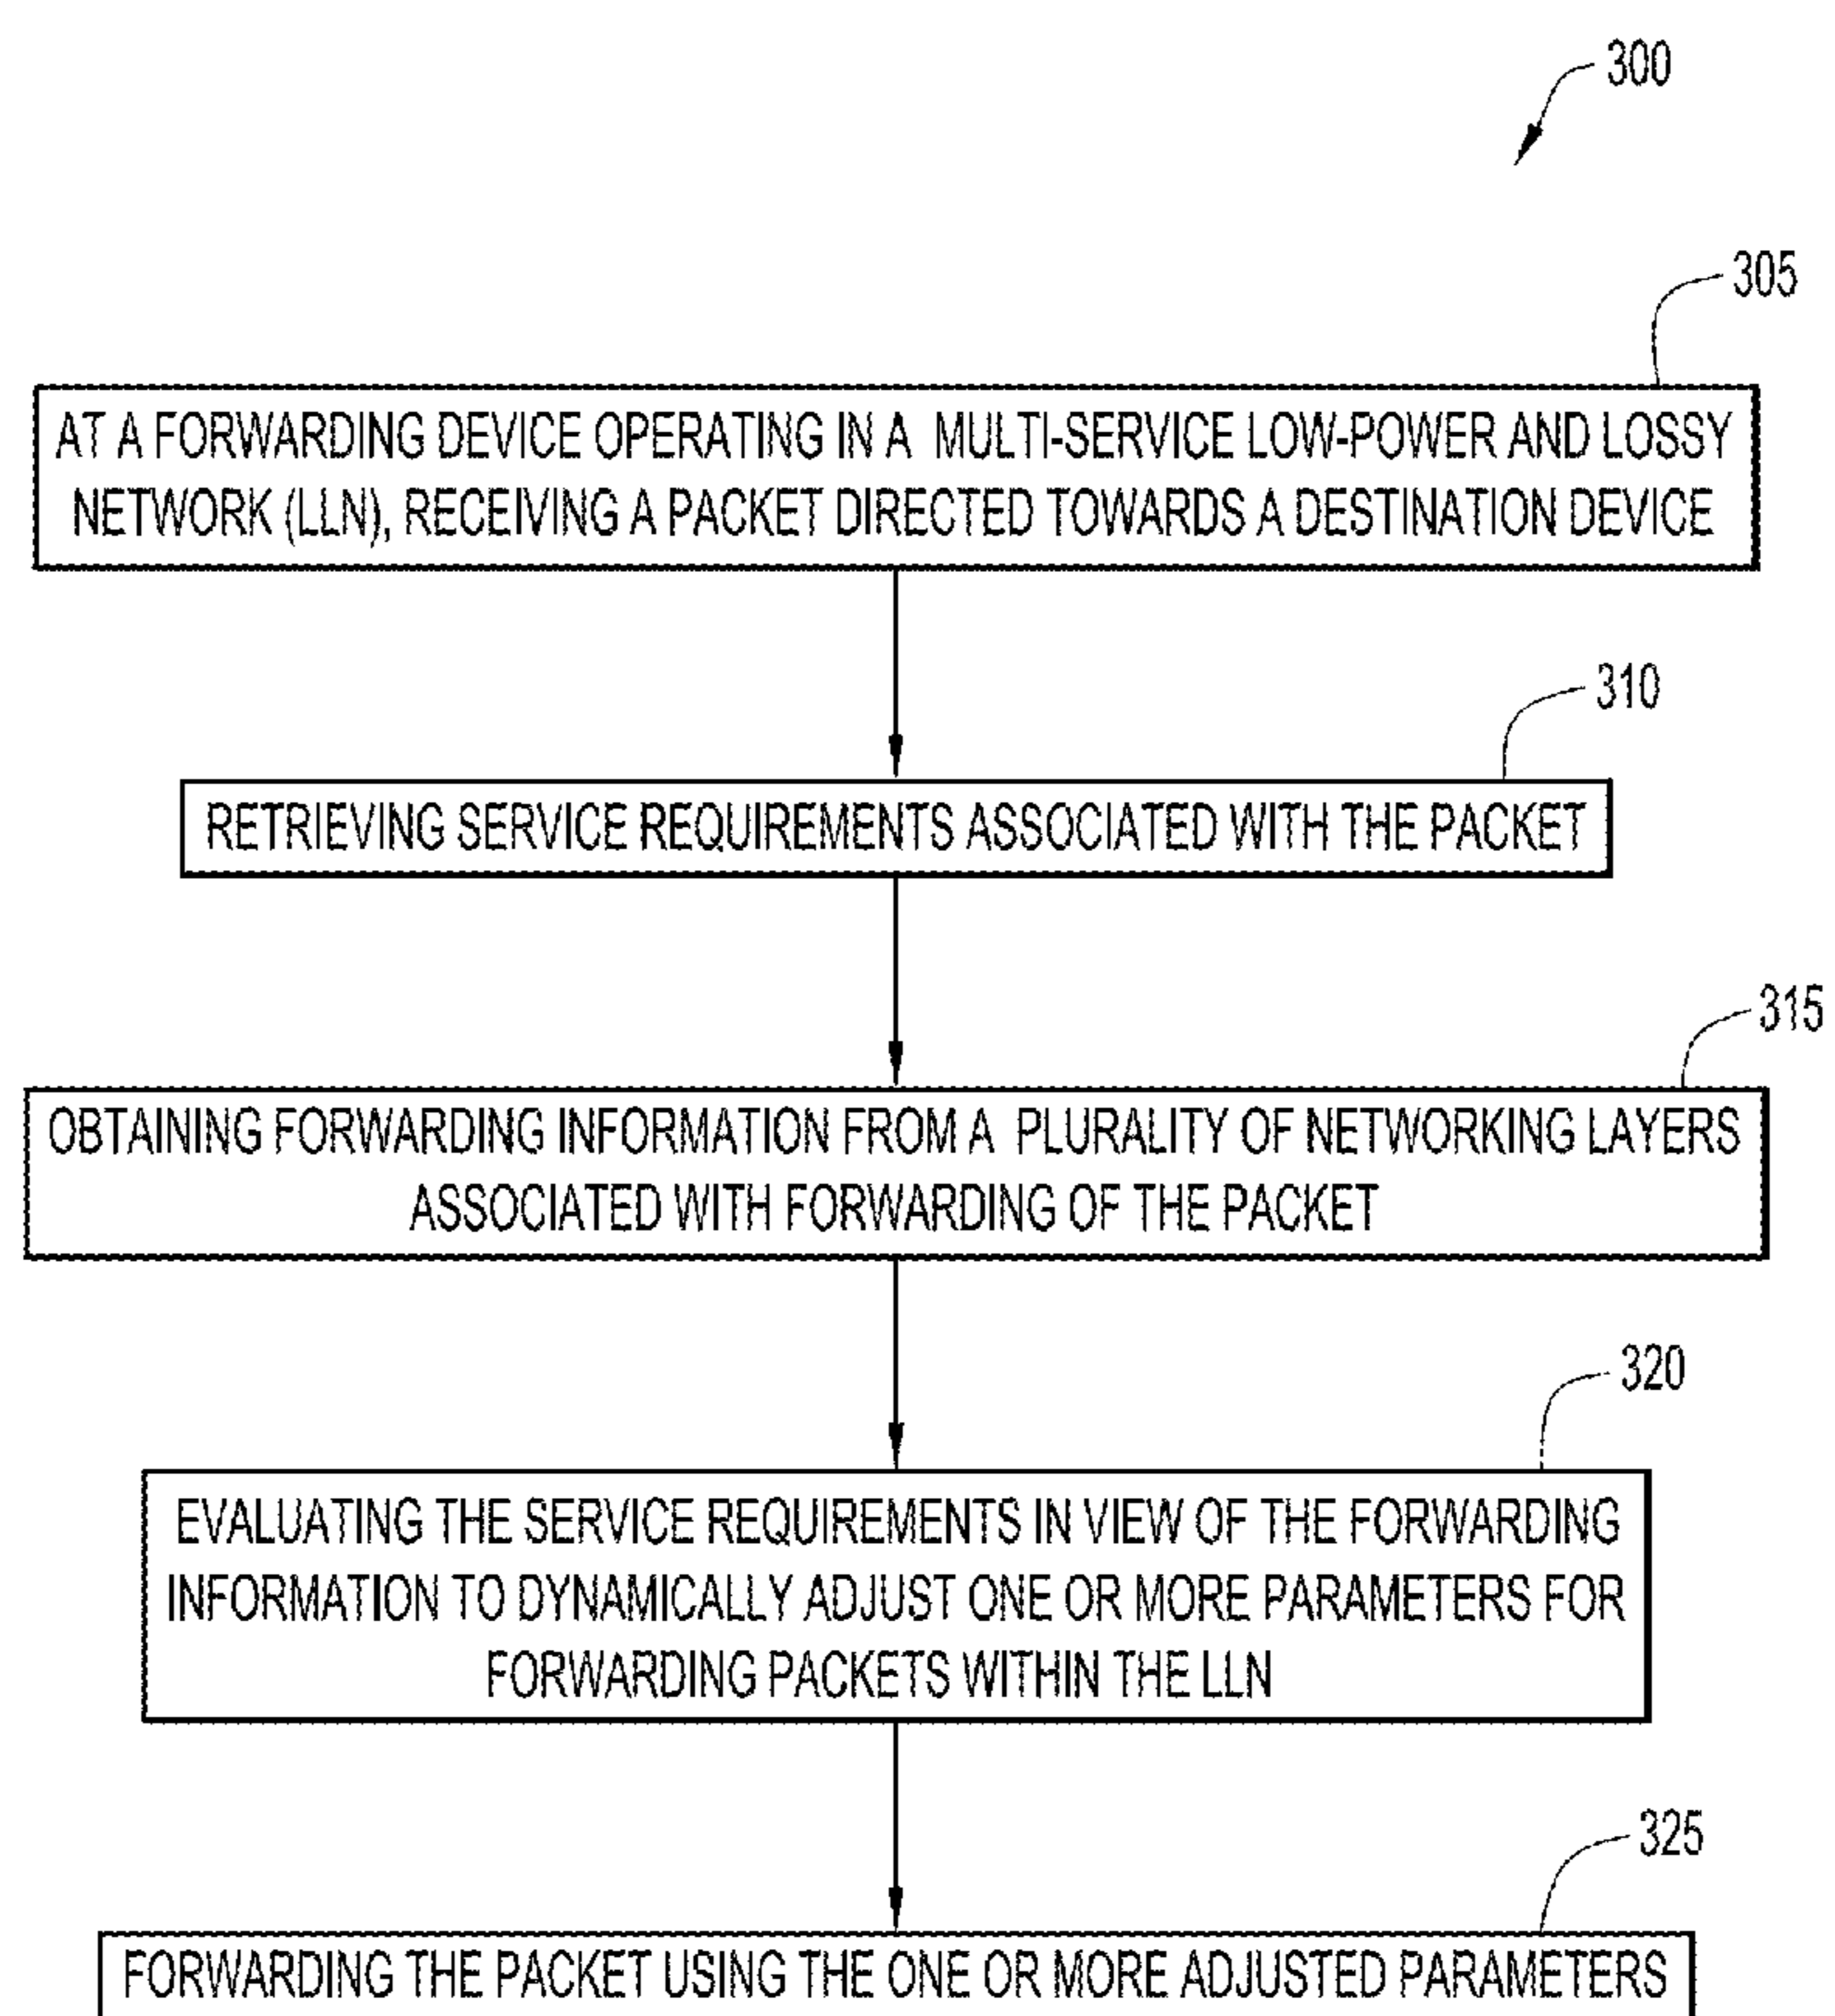 300
305
AT A FORWARDING DEVICE OPERATING IN A MULTI-SERVICE LOW-POWER AND LOSSY
NETWORK (LLN), RECEIVING A PACKET DIRECTED TOWARDS A DESTINATION DEVICE
310
RETRIEVING SERVICE REQUIREMENTS ASSOCIATED WITH THE PACKET
315
OBTAINING FORWARDING INFORMATION FROM A PLURALITY OF NETWORKING LAYERS
ASSOCIATED WITH FORWARDING OF THE PACKET
320
EVALUATING THE SERVICE REQUIREMENTS IN VIEW OF THE FORWARDING
INFORMATION TO DYNAMICALLY ADJUST ONE OR MORE PARAMETERS FOR
FORWARDING PACKETS WITHIN THE LLN
325
FORWARDING THE PACKET USING THE ONE OR MORE ADJUSTED PARAMETERS